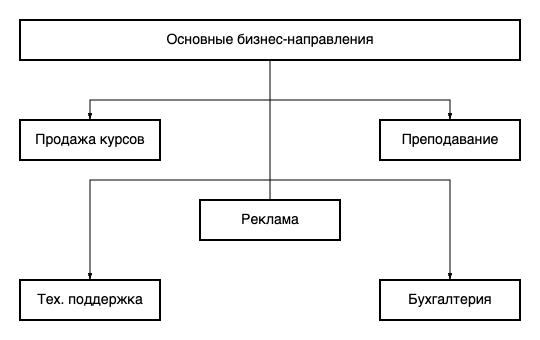 Основные бизнес-направления
Продажа курсов
Преподавание
Реклама
Тех. поддержка
Бухгалтерия